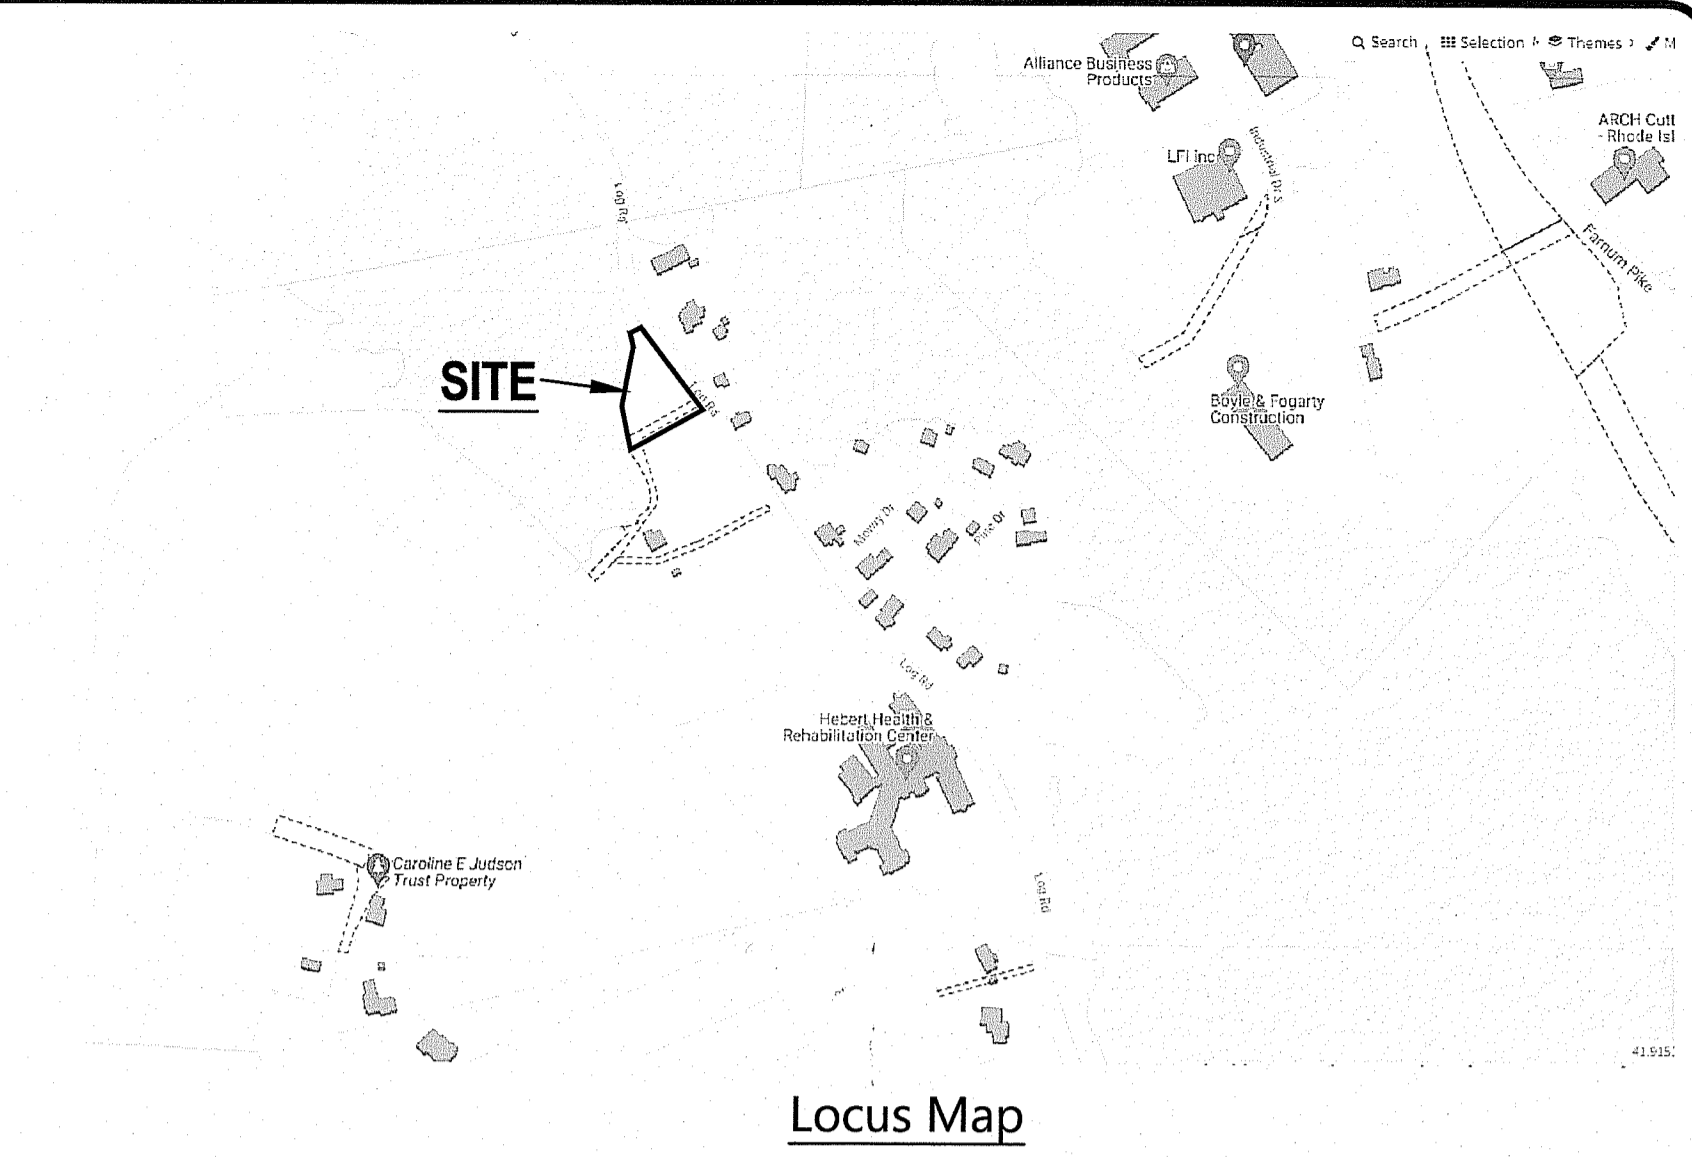 Search
Selection
Themes
M
Alliance Business
Products
ARCH Cutt
- Rhode Isl
LFI inc
Industrial Dr S
Log Rd
Farnum Pike
SITE
Log Rd
Boyle & Fogarty
Construction
Mowry Dr
Pine Dr
Log Rd
Hebert Health &
Rehabilitation Center
Caroline E Judson
Trust Property
Log Rd
41.915
Locus Map